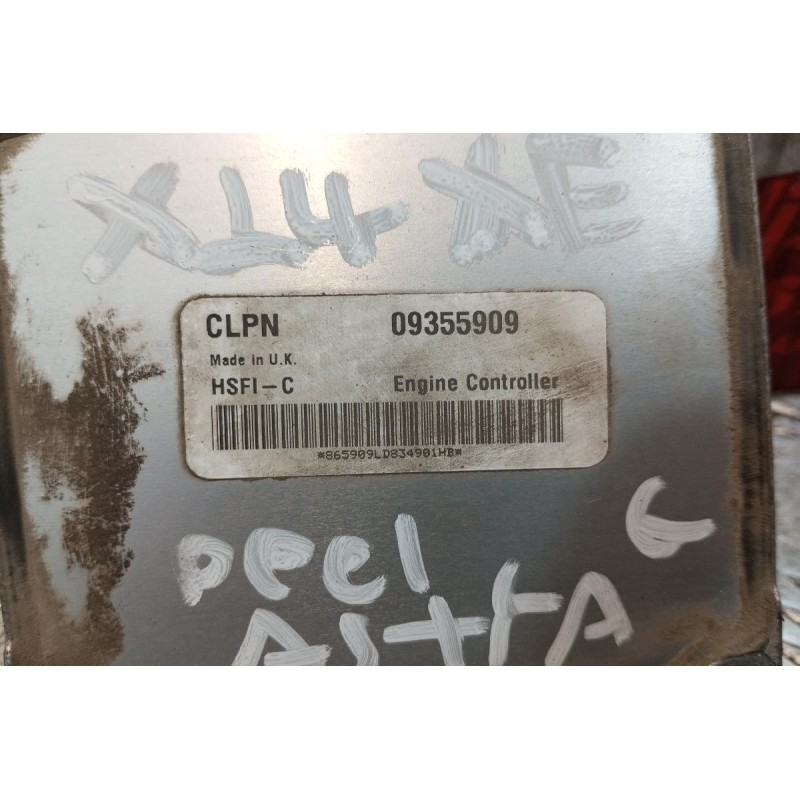 X14 XE
CLPN 09355909
Made in U.K.
HSFI-C Engine Controller
*865909LD834901HB*
opel G
Astra